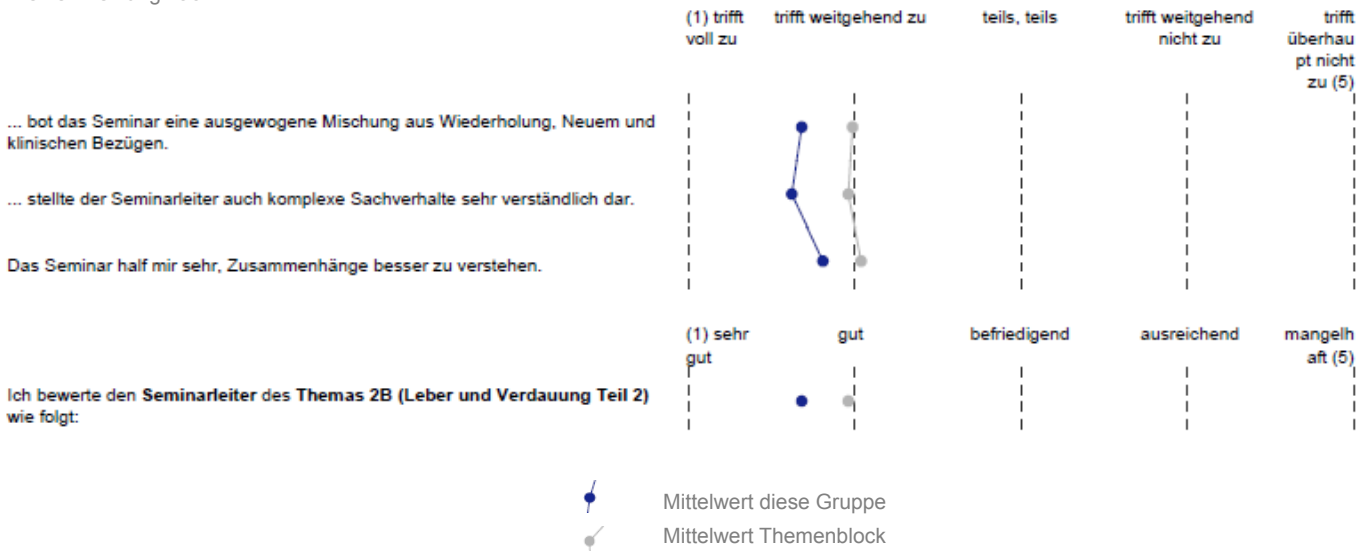 (1) trifft voll zu
trifft weitgehend zu
teils, teils
trifft weitgehend nicht zu
trifft überhau pt nicht zu (5)
... bot das Seminar eine ausgewogene Mischung aus Wiederholung, Neuem und
klinischen Bezügen.
... stellte der Seminarleiter auch komplexe Sachverhalte sehr verständlich dar.
Das Seminar half mir sehr, Zusammenhänge besser zu verstehen.
(1) sehr gut
gut
befriedigend
ausreichend
mangelh aft (5)
Ich bewerte den Seminarleiter des Themas 2B (Leber und Verdauung Teil 2)
wie folgt:
Mittelwert diese Gruppe
Mittelwert Themenblock